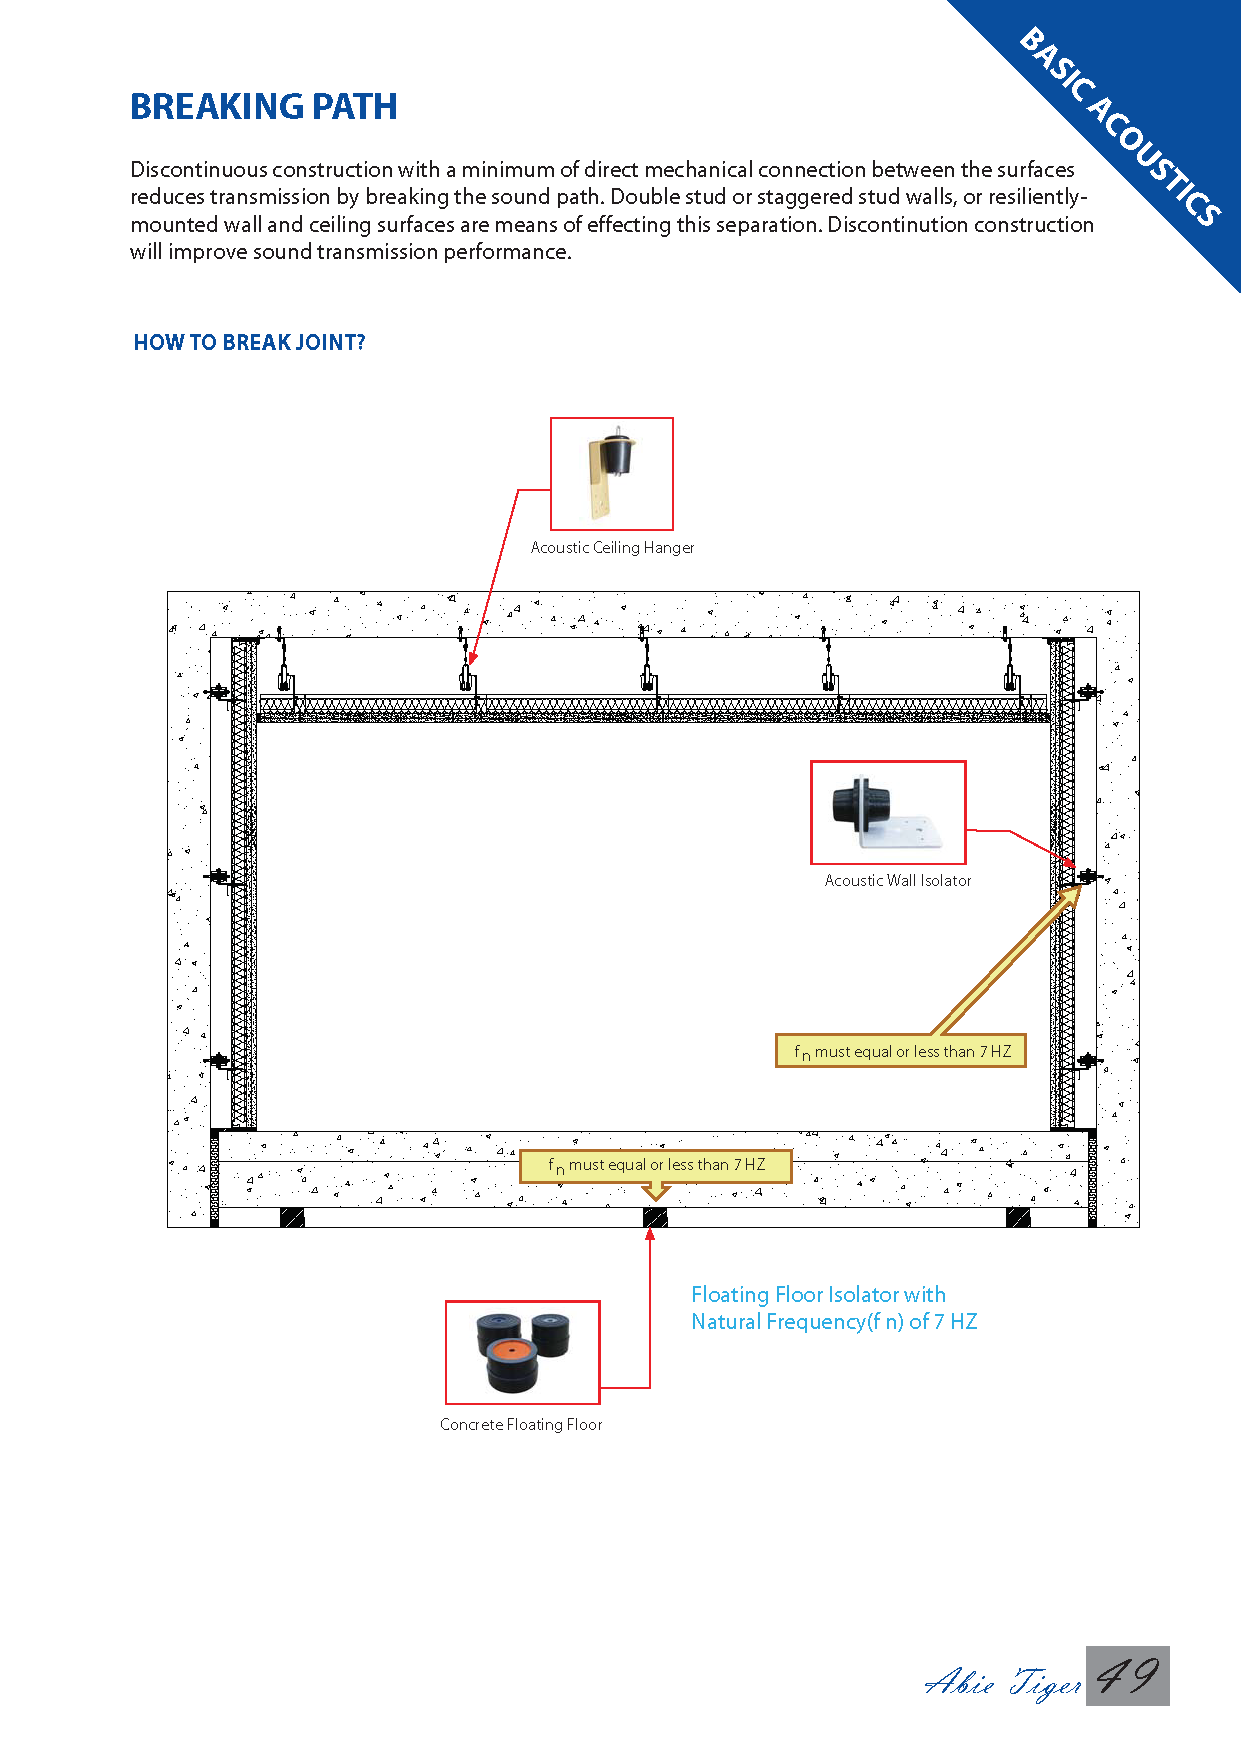 BASIC ACOUSTICS
BREAKING PATH
Discontinuous construction with a minimum of direct mechanical connection between the surfaces
reduces transmission by breaking the sound path. Double stud or staggered stud walls, or resiliently-
mounted wall and ceiling surfaces are means of effecting this separation. Discontinution construction
will improve sound transmission performance.
HOW TO BREAK JOINT?
Acoustic Ceiling Hanger
Acoustic Wall Isolator
f n must equal or less than 7 HZ
f n must equal or less than 7 HZ
Floating Floor Isolator with
Natural Frequency(f n) of 7 HZ
Concrete Floating Floor
Abie Tiger 49